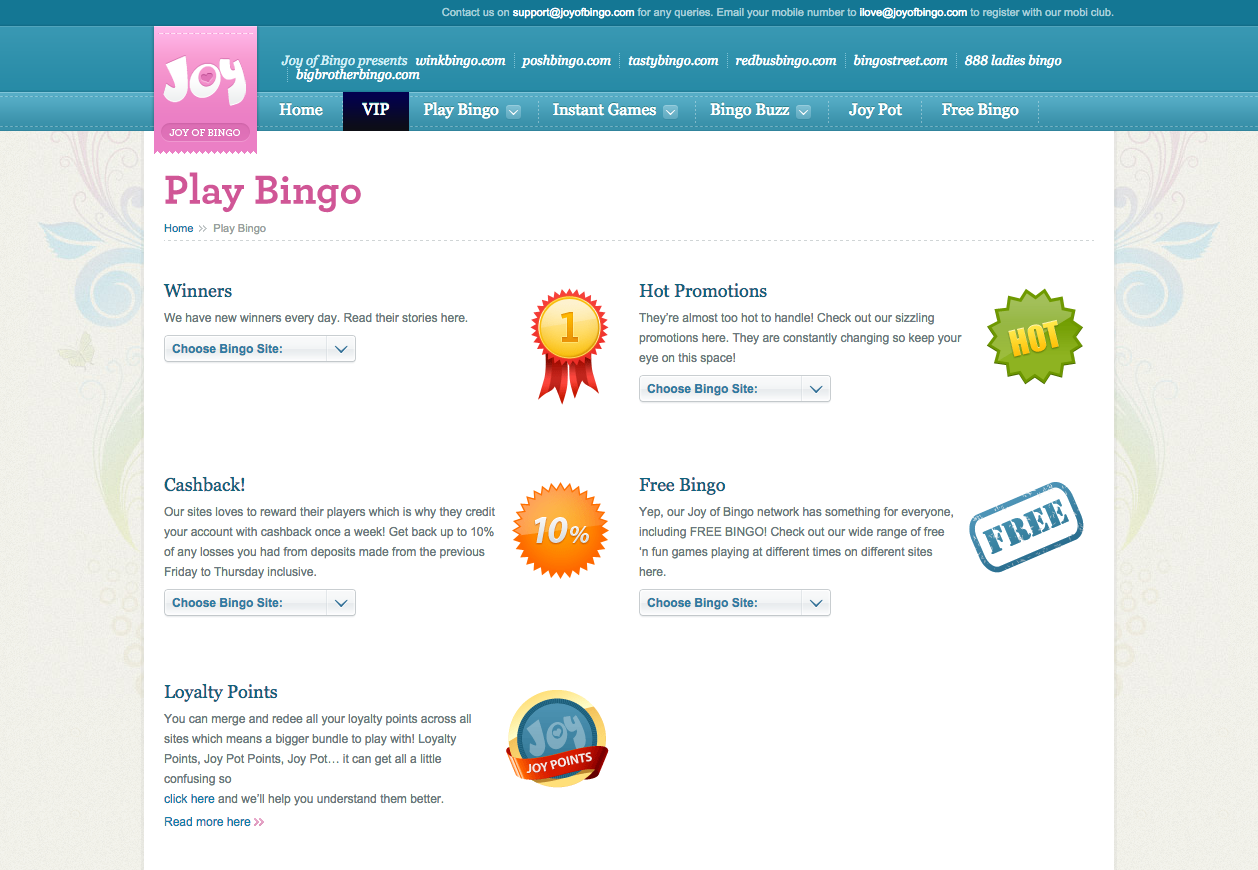 Contact us on support@joyofbingo.com for any queries. Email your mobile number to ilove@joyofbingo.com to register with our mobi club.
Joy of Bingo presents winkbingo.com poshbingo.com tastybingo.com redbusbingo.com bingostreet.com 888 ladies bingo
bigbrotherbingo.com
Joy
JOY OF BINGO
Home VIP Play Bingo Instant Games Bingo Buzz Joy Pot Free Bingo
Play Bingo
Home » Play Bingo
Winners
We have new winners every day. Read their stories here.
Choose Bingo Site:
1
Hot Promotions
They're almost too hot to handle! Check out our sizzling
promotions here. They are constantly changing so keep your
eye on this space!
Choose Bingo Site:
HOT
Cashback!
Our sites loves to reward their players which is why they credit
your account with cashback once a week! Get back up to 10%
of any losses you had from deposits made from the previous
Friday to Thursday inclusive.
Choose Bingo Site:
10%
Free Bingo
Yep, our Joy of Bingo network has something for everyone,
including FREE BINGO! Check out our wide range of free
'n fun games playing at different times on different sites
here.
Choose Bingo Site:
FREE
Loyalty Points
You can merge and redee all your loyalty points across all
sites which means a bigger bundle to play with! Loyalty
Points, Joy Pot Points, Joy Pot... it can get all a little
confusing so
click here and we'll help you understand them better.
Read more here »
Joy
JOY POINTS